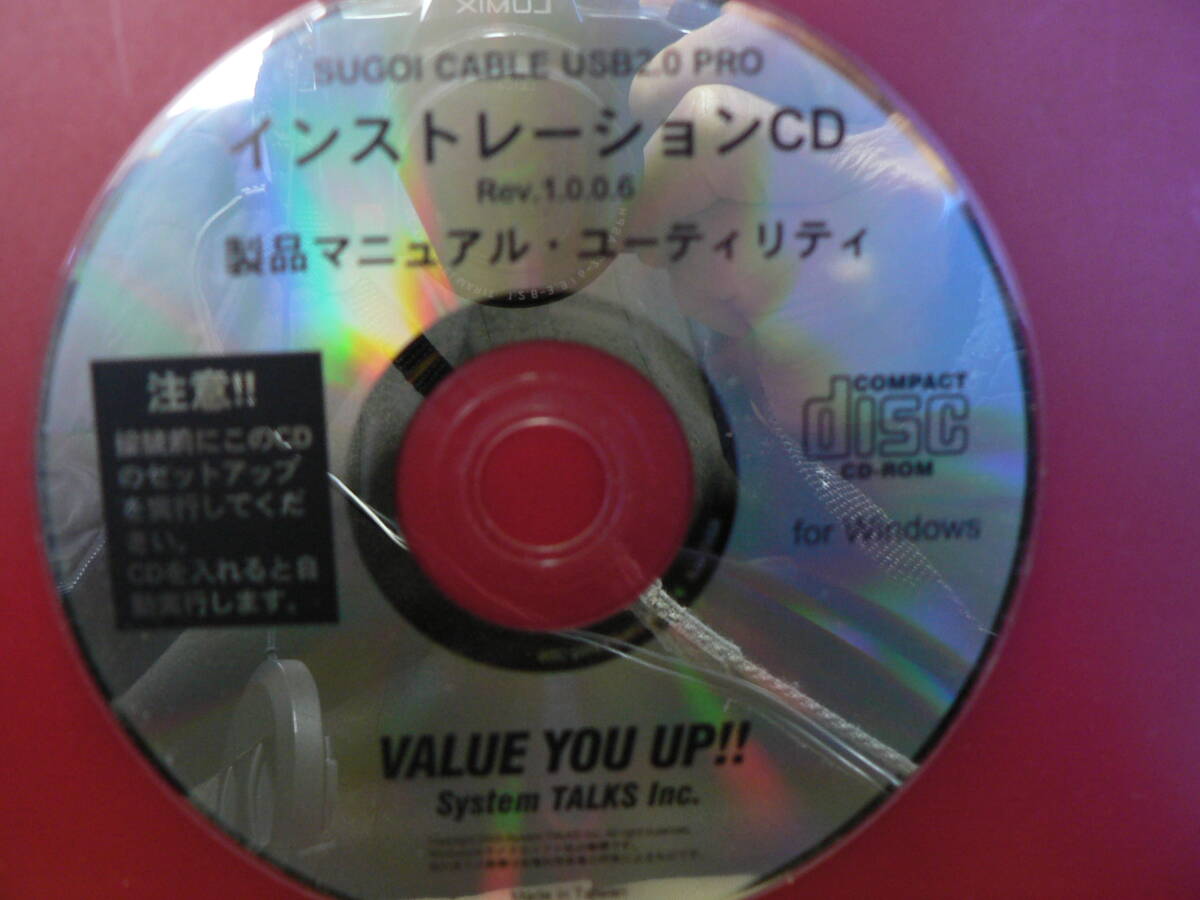 XIMUL
SUGOI CABLE USB2.0 PRO
インストレーションCD
Rev.1.0.0.6
製品マニュアル・ユーティリティ
注意!!
接続前にこのCD
のセットアップ
を実行してくだ
さい。
CDを入れると自
動実行します。
COMPACT
disc
CD-ROM
for Windows
VALUE YOU UP!!
System TALKS Inc.
Made in Taiwan